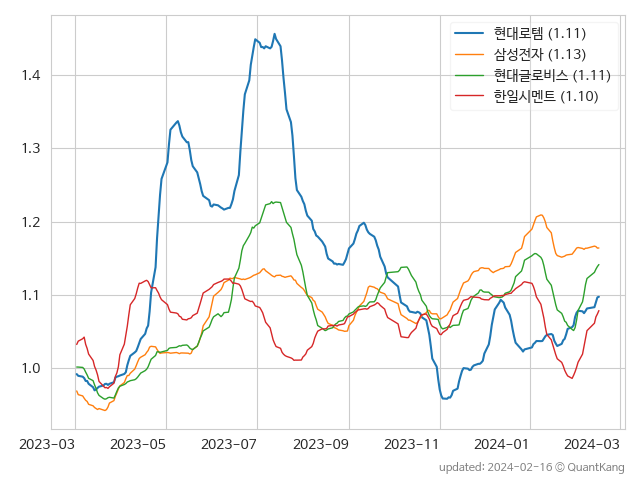 현대로템 (1.11)
삼성전자 (1.13)
현대글로비스 (1.11)
한일시멘트 (1.10)
1.4
1.3
1.2
1.1
1.0
2023-03 2023-05 2023-07 2023-09 2023-11 2024-01 2024-03
updated: 2024-02-16 © QuantKang